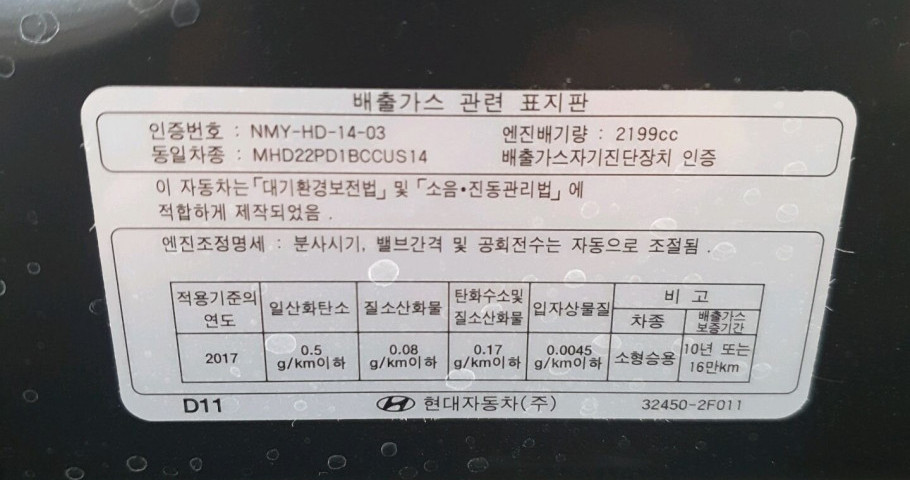 배출가스 관련 표지판
인증번호 : NMY-HD-14-03 엔진배기량 : 2199cc
동일차종 : MHD22PD1BCCUS14 배출가스자기진단장치 인증
이 자동차는「대기환경보전법」및「소음•진동관리법」에
적합하게 제작되었음 .
엔진조정명세 : 분사시기, 밸브간격 및 공회전수는 자동으로 조절됨 .
적용기준의 연도 일산화탄소 질소산화물 탄화수소및 질소산화물 입자상물질 비 고
차종 배출가스 보증기간
2017 0.5 g/km이하 0.08 g/km이하 0.17 g/km이하 0.0045 g/km이하 소형승용 10년 또는 16만km
D11 현대자동차(주) 32450-2F011